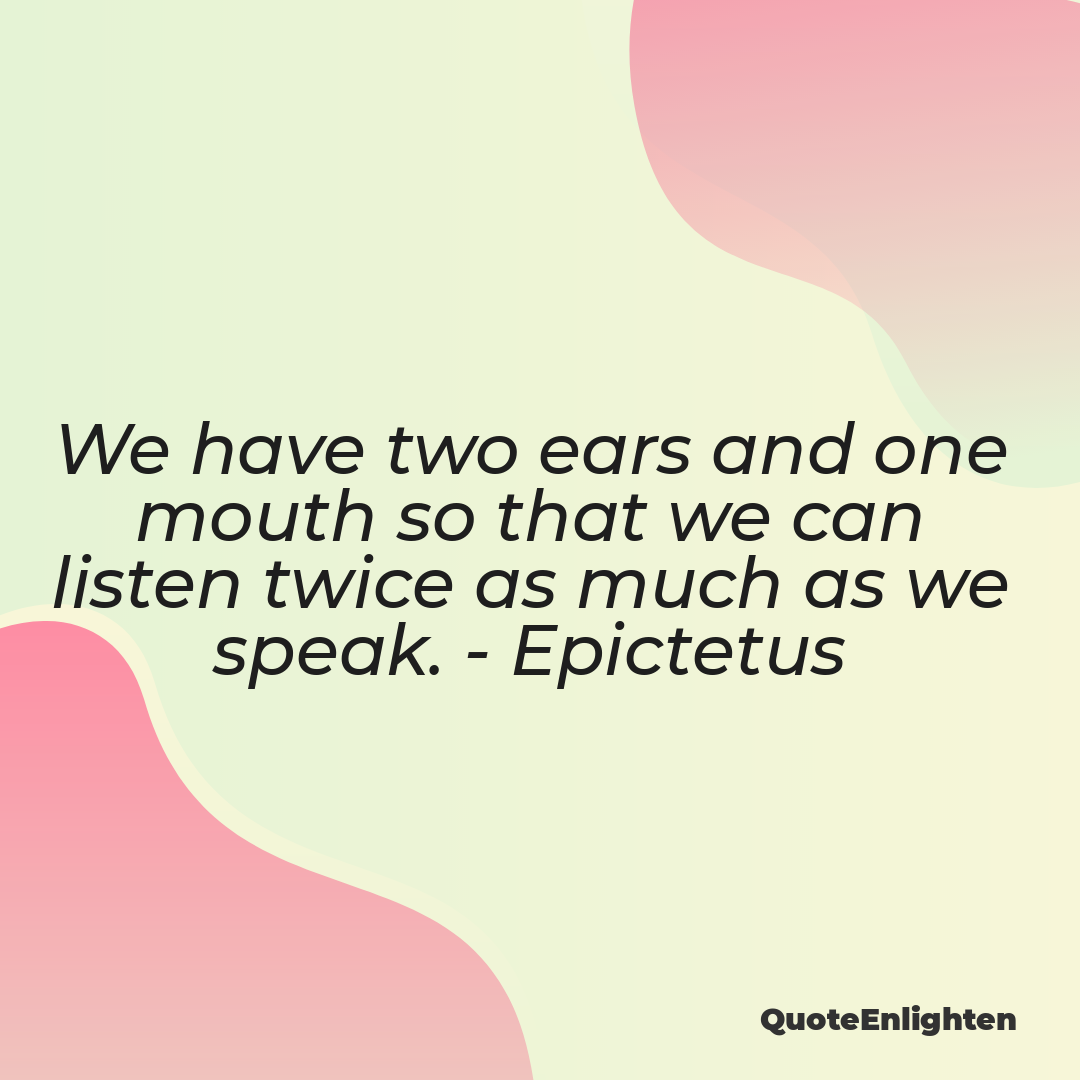 We have two ears and one
mouth so that we can
listen twice as much as we
speak. - Epictetus
QuoteEnlighten